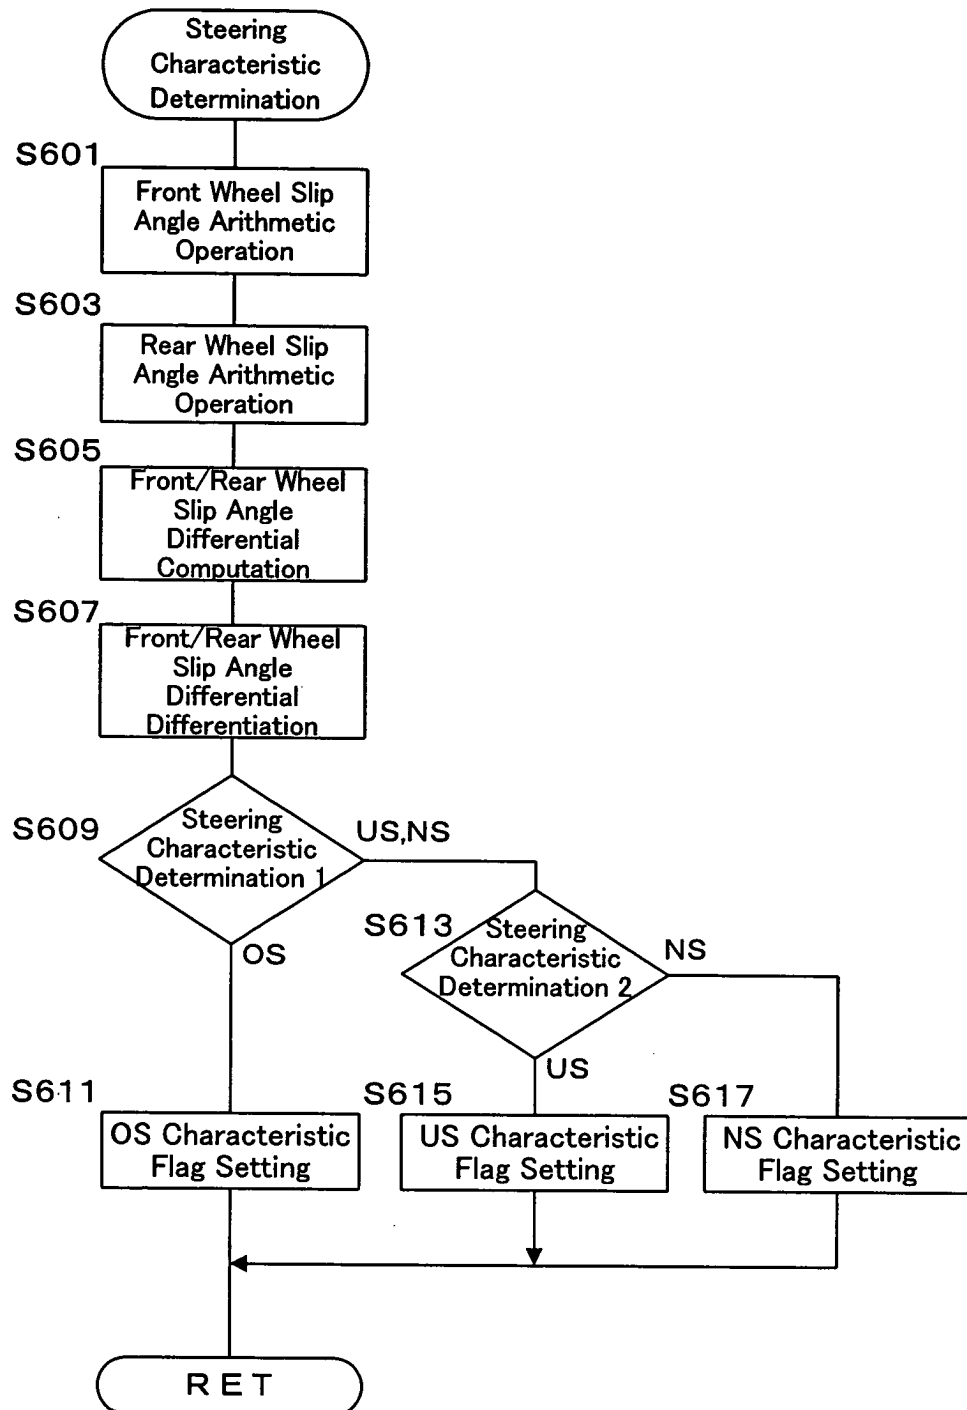 Steering
Characteristic
Determination
S601
Front Wheel Slip
Angle Arithmetic
Operation
S603
Rear Wheel Slip
Angle Arithmetic
Operation
S605
Front/Rear Wheel
Slip Angle
Differential
Computation
S607
Front/Rear Wheel
Slip Angle
Differential
Differentiation
S609
Steering
Characteristic
Determination 1
US,NS
OS
S613
Steering
Characteristic
Determination 2
NS
US
S611
OS Characteristic
Flag Setting
S615
US Characteristic
Flag Setting
S617
NS Characteristic
Flag Setting
RET